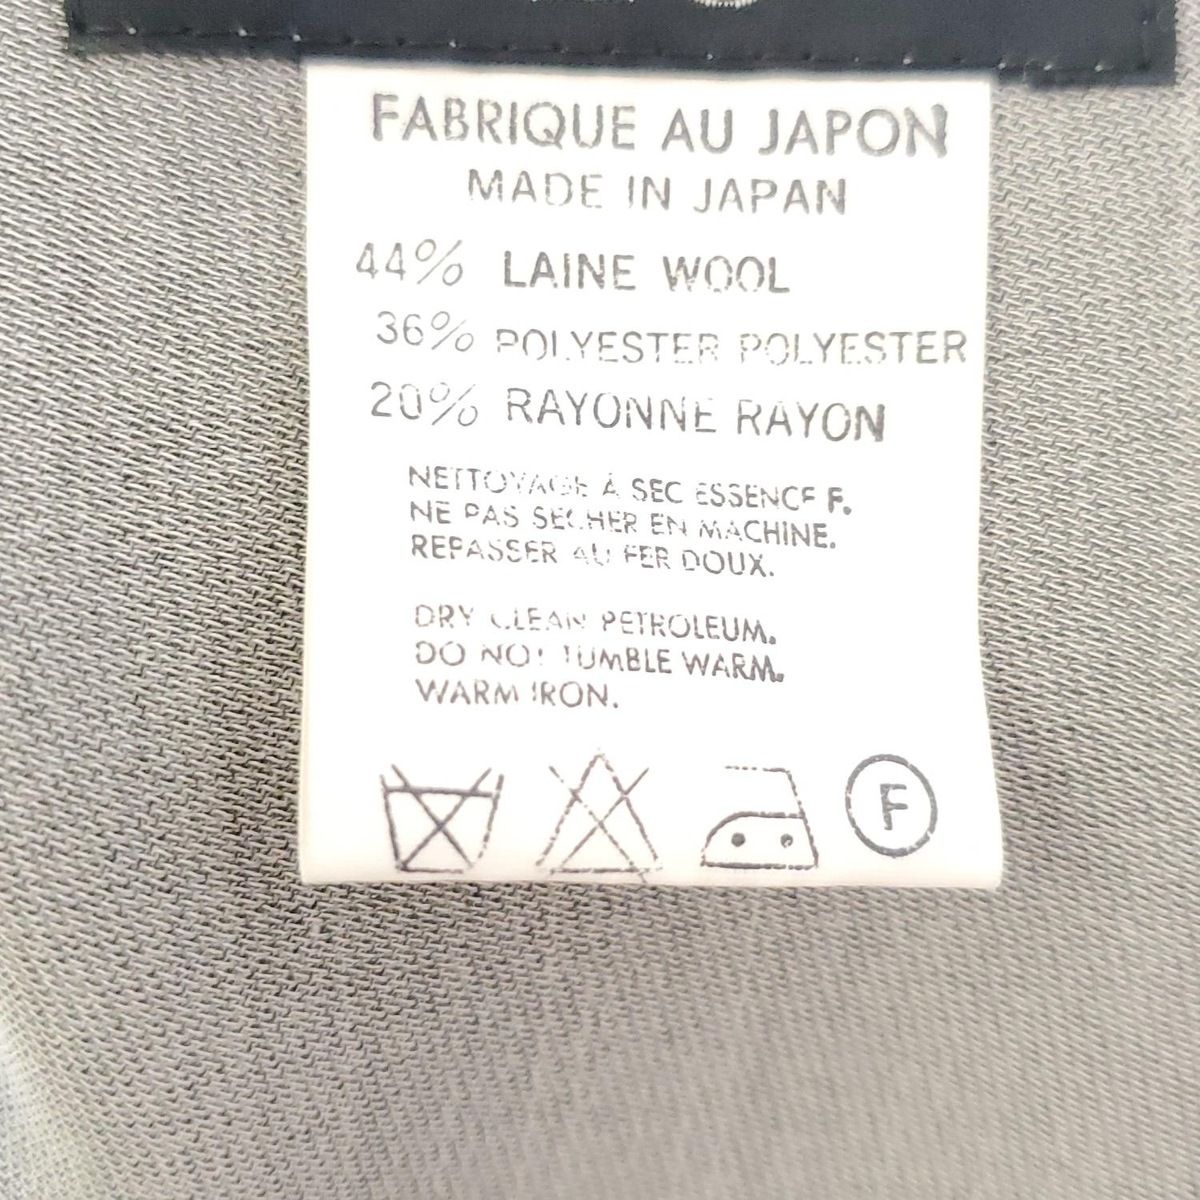 FABRIQUE AU JAPON
MADE IN JAPAN
44% LAINE WOOL
36% POLYESTER POLYESTER
20% RAYONNE RAYON
NETTOYAGE À SEC ESSENCE F.
NE PAS SECHER EN MACHINE.
REPASSER AU FER DOUX.
DRY CLEAN PETROLEUM.
DO NOT TUMBLE WARM.
WARM IRON.
F